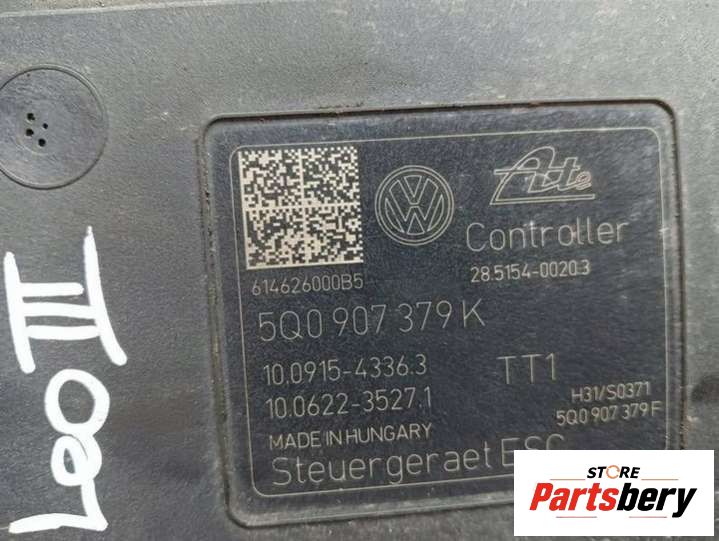 Ate
Controller
28.5154-0020.3
614626000B5
5Q0 907 379 K
10.0915-4336.3
TT1
10.0622-3527.1
H31/S0371
5Q0 907 379 F
MADE IN HUNGARY
Steuergeraet ESC
Leo III
STORE
Partsbery